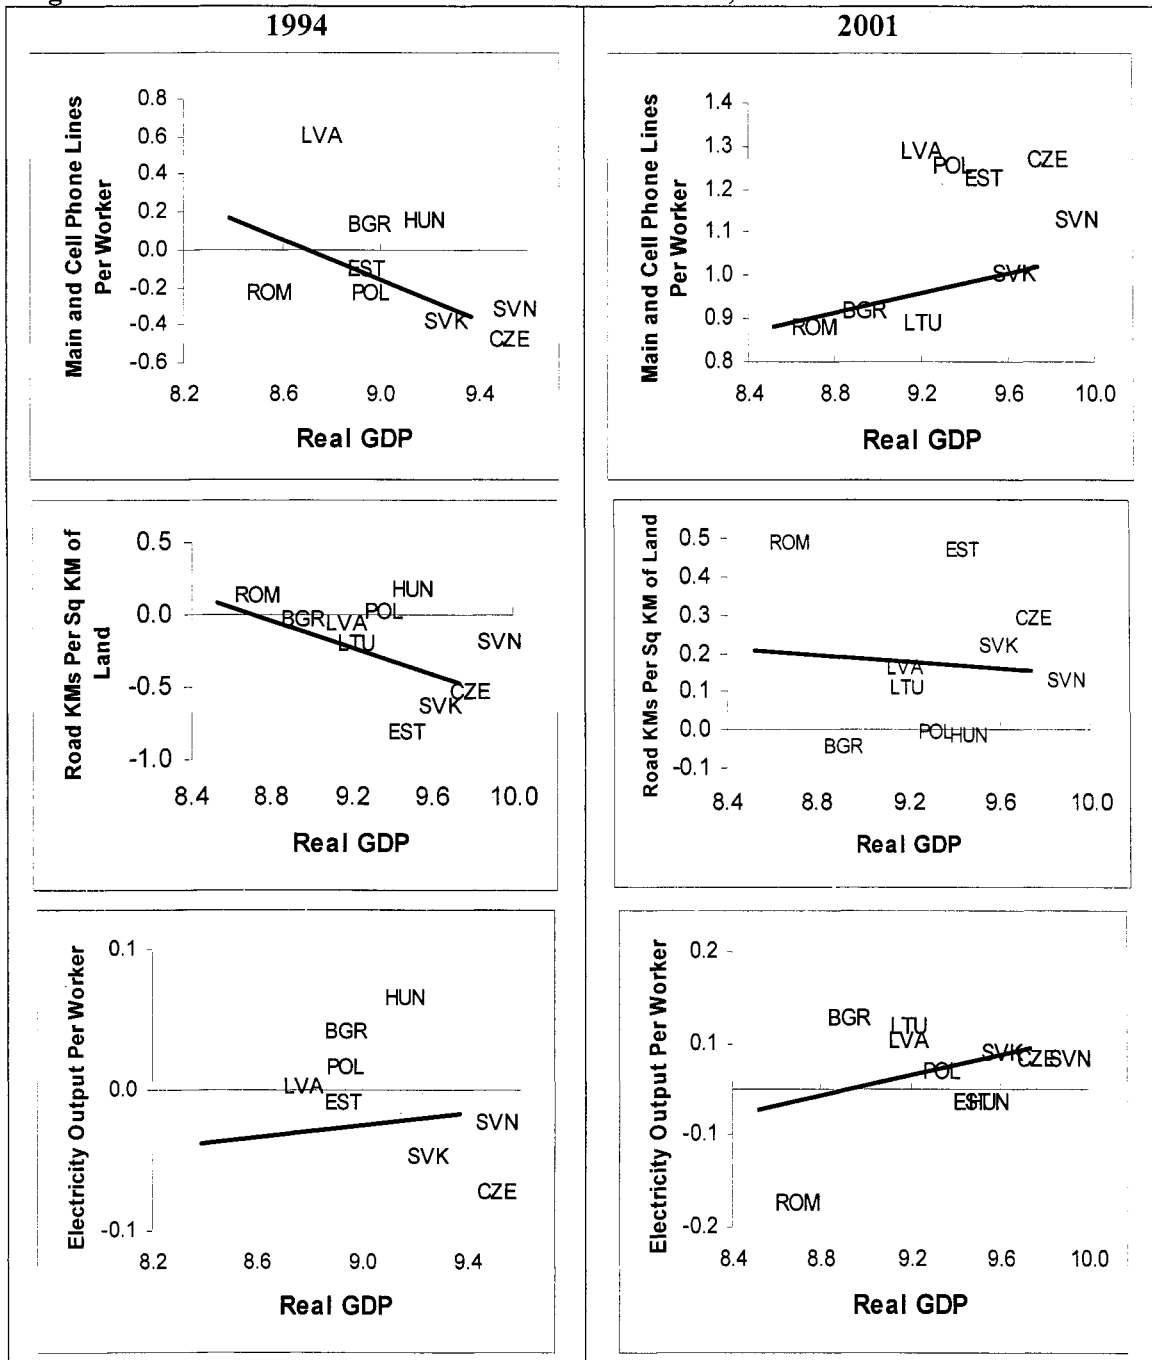 1994
2001
Main and Cell Phone Lines
Per Worker
0.8
0.6
0.4
0.2
0.0
-0.2
-0.4
-0.6
LVA
BGR
HUN
EST
ROM
POL
SVN
SVK
CZE
8.2
8.6
9.0
9.4
Real GDP
Main and Cell Phone Lines
Per Worker
1.4
1.3
1.2
1.1
1.0
0.9
0.8
LVA
POL
CZE
EST
SVN
SVK
BGR
ROM
LTU
8.4
8.8
9.2
9.6
10.0
Real GDP
Road KMs Per Sq KM of
Land
0.5
0.0
-0.5
-1.0
ROM
HUN
BGR
LVA
POL
LTU
SVN
CZE
SVK
EST
8.4
8.8
9.2
9.6
10.0
Real GDP
Road KMs Per Sq KM of Land
0.5
0.4
0.3
0.2
0.1
0.0
-0.1
ROM
EST
CZE
SVK
LVA
LTU
SVN
POL
HUN
BGR
8.4
8.8
9.2
9.6
10.0
Real GDP
Electricity Output Per Worker
0.1
0.0
-0.1
HUN
BGR
POL
LVA
EST
SVN
SVK
CZE
8.2
8.6
9.0
9.4
Real GDP
Electricity Output Per Worker
0.2
0.1
-0.1
-0.2
BGR
LTU
LVA
SVK
CZE
SVN
POL
EST
HUN
ROM
8.4
8.8
9.2
9.6
10.0
Real GDP